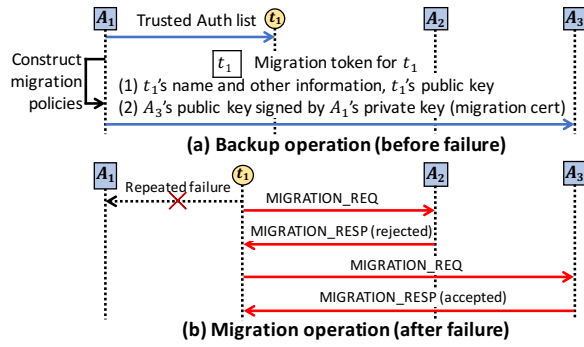 A₁ t₁ A₂ A₃
Trusted Auth list
Construct
migration
policies
t₁ Migration token for t₁
(1) t₁'s name and other information, t₁'s public key
(2) A₃'s public key signed by A₁'s private key (migration cert)
(a) Backup operation (before failure)
A₁ t₁ A₂ A₃
Repeated failure
MIGRATION_REQ
MIGRATION_RESP (rejected)
MIGRATION_REQ
MIGRATION_RESP (accepted)
(b) Migration operation (after failure)